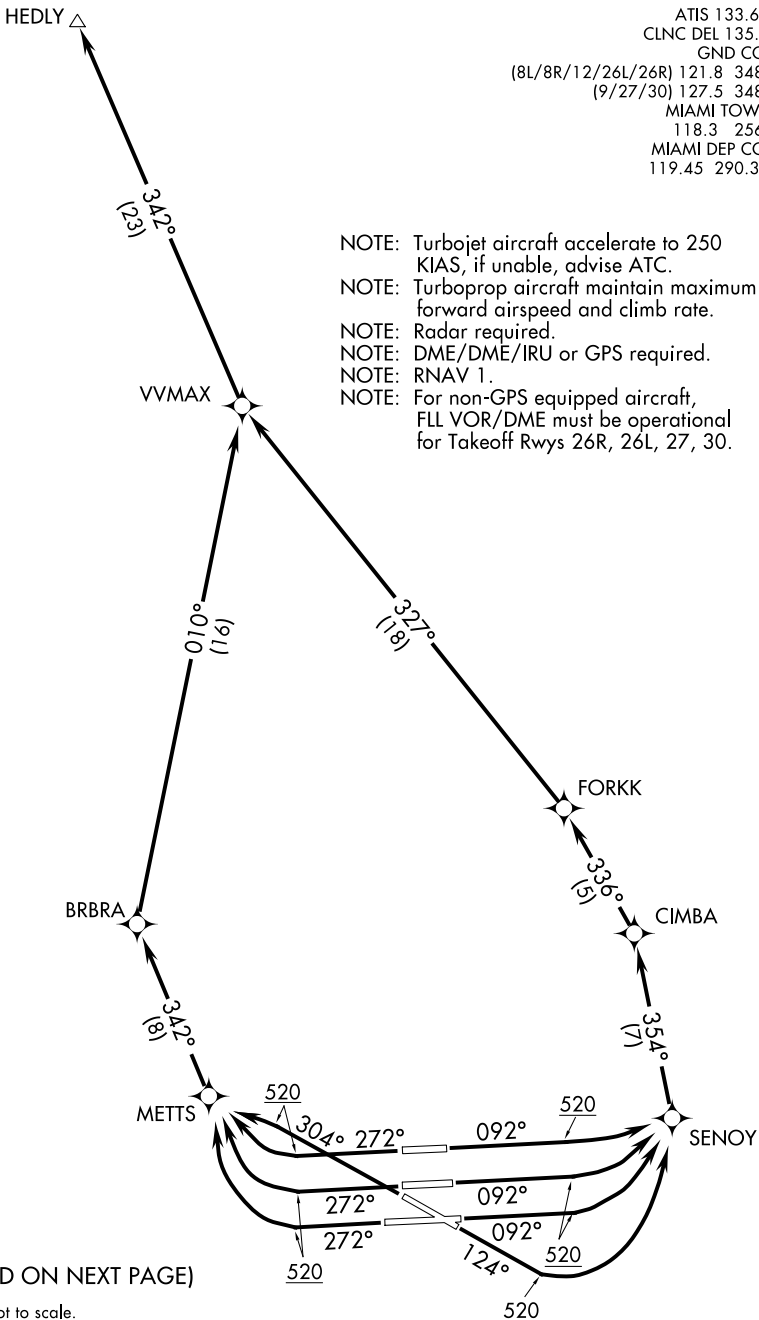 HEDLY
ATIS 133.6
CLNC DEL 135.
GND CO
(8L/8R/12/26L/26R) 121.8 348
(9/27/30) 127.5 348
MIAMI TOW
118.3 256
MIAMI DEP CO
119.45 290.3
342°
(23)
NOTE: Turbojet aircraft accelerate to 250
KIAS, if unable, advise ATC.
NOTE: Turboprop aircraft maintain maximum
forward airspeed and climb rate.
NOTE: Radar required.
NOTE: DME/DME/IRU or GPS required.
NOTE: RNAV 1.
NOTE: For non-GPS equipped aircraft,
FLL VOR/DME must be operational
for Takeoff Rwys 26R, 26L, 27, 30.
VVMAX
010°
(16)
327°
(18)
FORKK
336°
(5)
BRBRA
CIMBA
342°
(8)
354°
(7)
METTS
520
520
304°
272°
092°
SENOY
272°
092°
272°
092°
520
520
124°
520
D ON NEXT PAGE)
ot to scale.